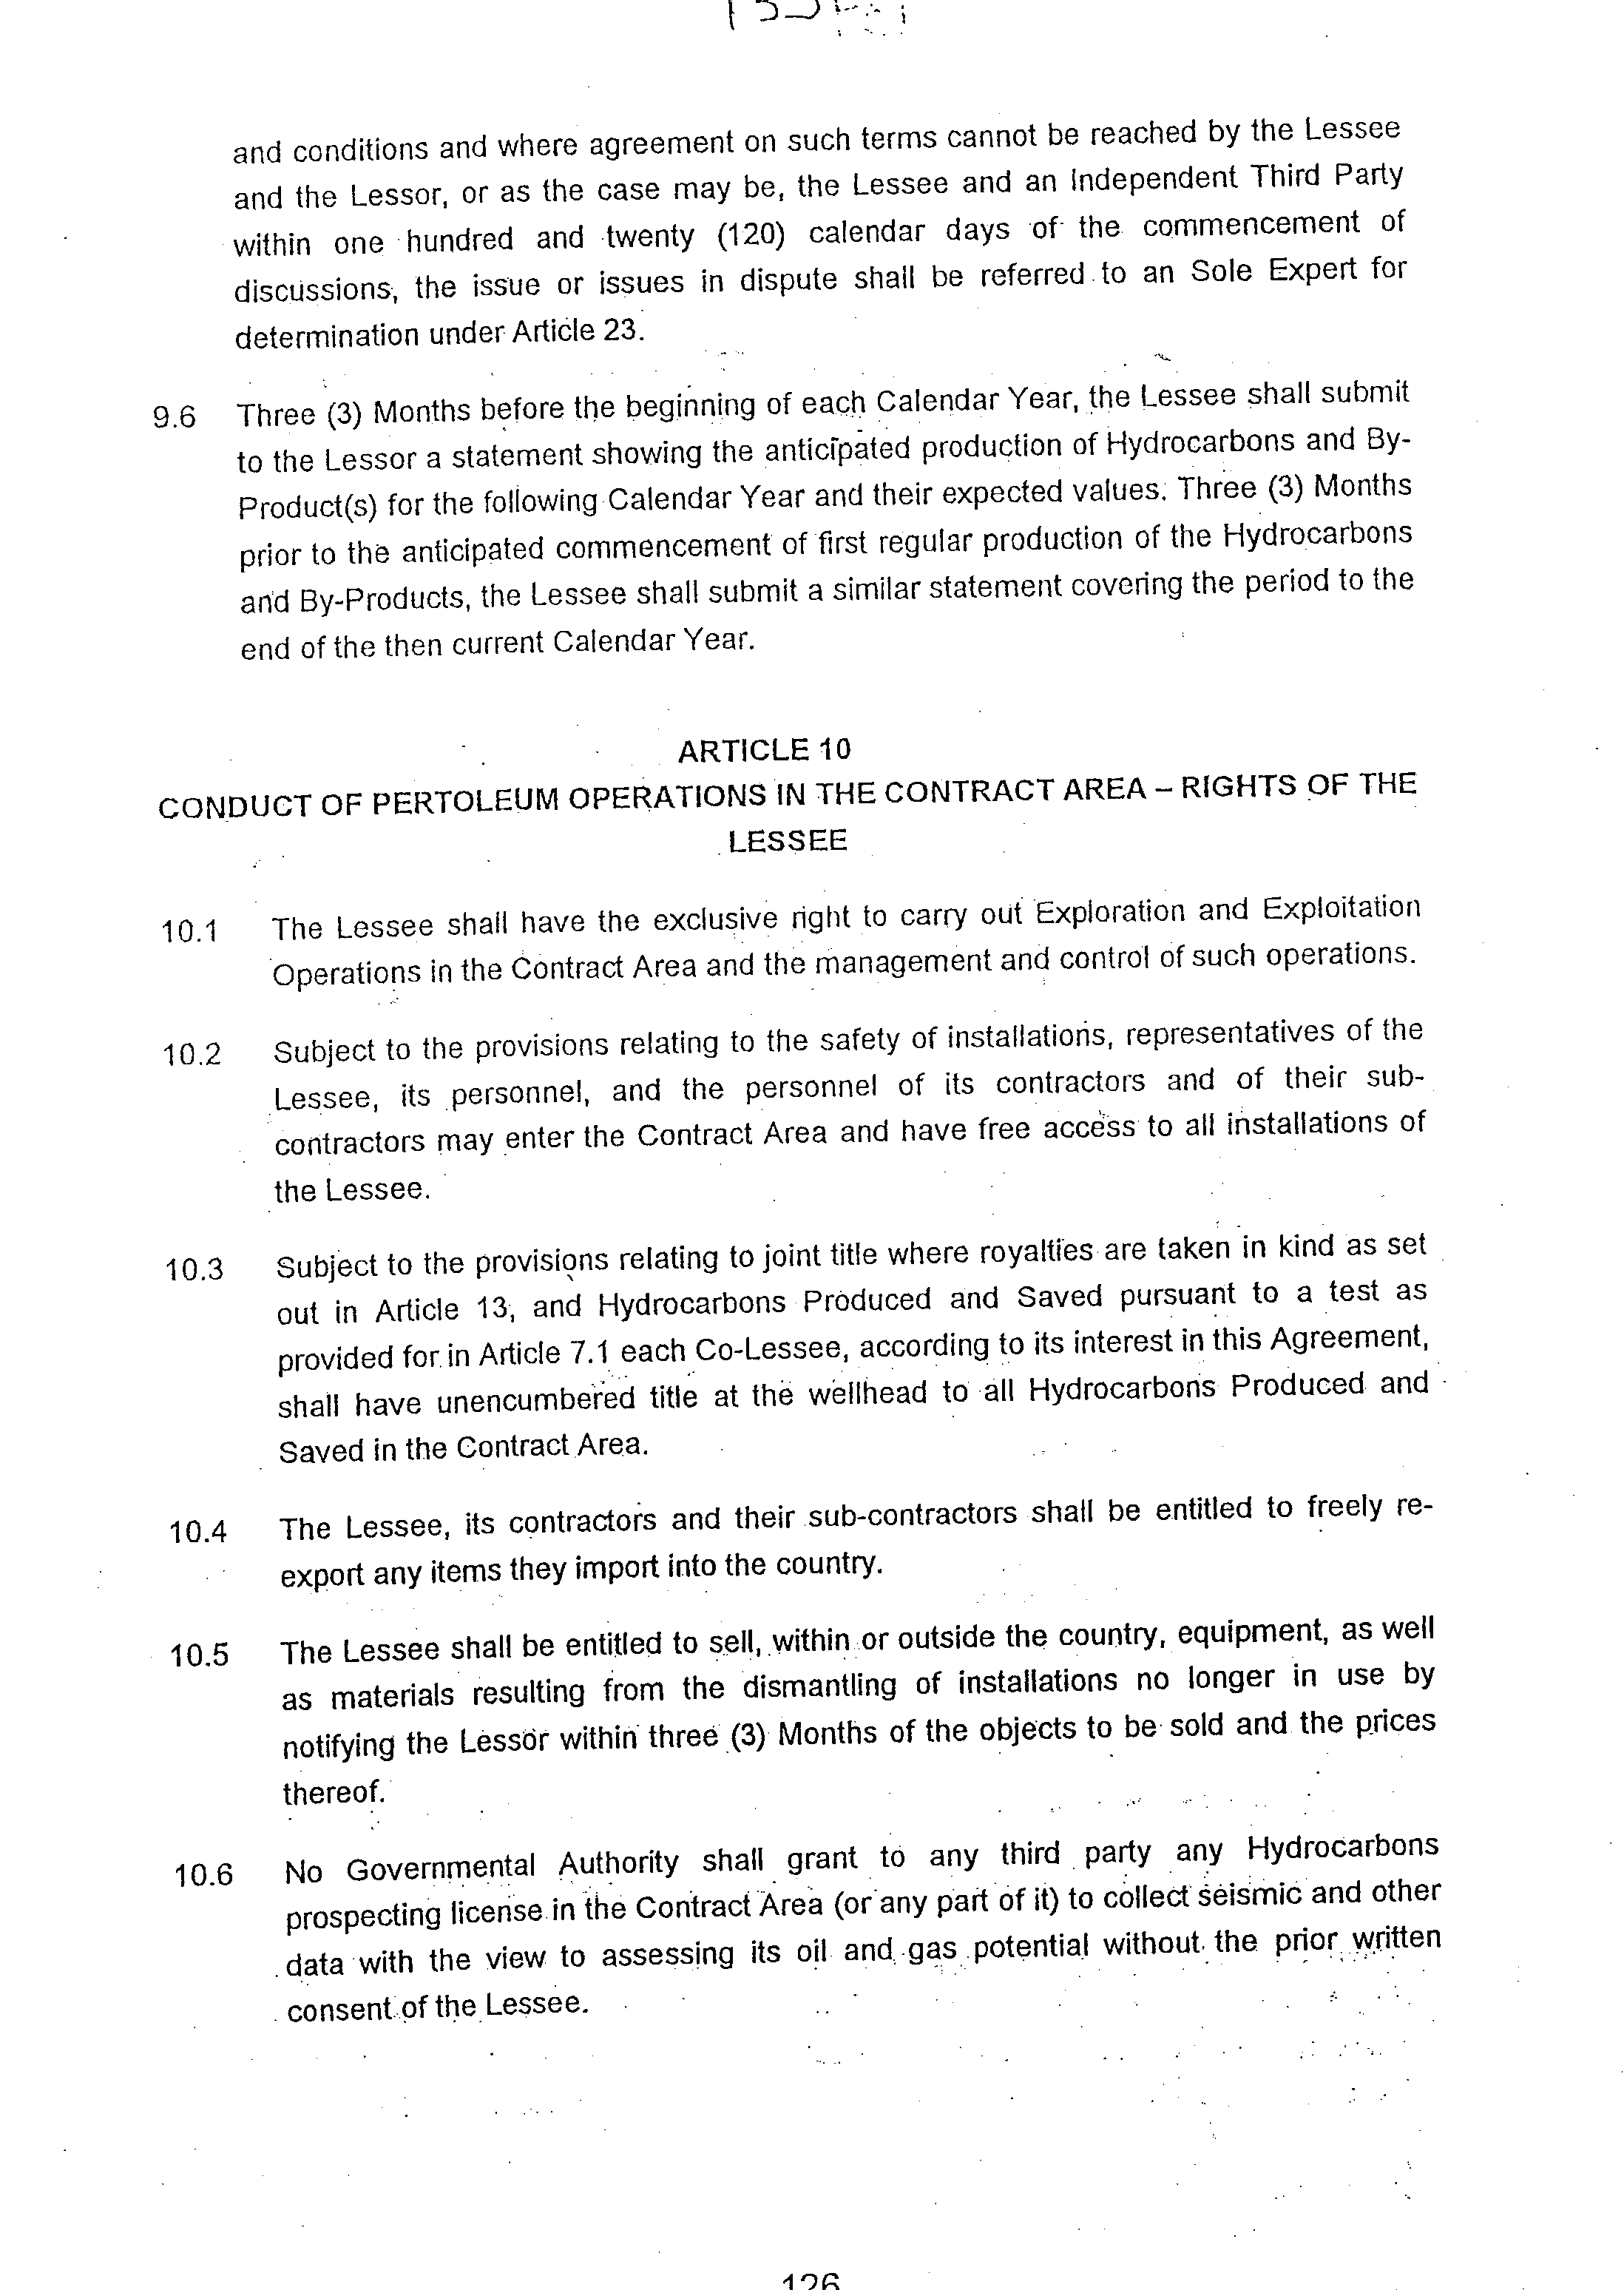 and conditions and where agreement on such terms cannot be reached by the Lessee
and the Lessor, or as the case may be, the Lessee and an Independent Third Party
within one hundred and twenty (120) calendar days of the commencement of
discussions, the issue or issues in dispute shall be referred to an Sole Expert for
determination under Article 23.
9.6 Three (3) Months before the beginning of each Calendar Year, the Lessee shall submit
to the Lessor a statement showing the anticipated production of Hydrocarbons and By-
Product(s) for the following Calendar Year and their expected values. Three (3) Months
prior to the anticipated commencement of first regular production of the Hydrocarbons
and By-Products, the Lessee shall submit a similar statement covering the period to the
end of the then current Calendar Year.
ARTICLE 10
CONDUCT OF PERTOLEUM OPERATIONS IN THE CONTRACT AREA – RIGHTS OF THE
LESSEE
10.1 The Lessee shall have the exclusive right to carry out Exploration and Exploitation
Operations in the Contract Area and the management and control of such operations.
10.2 Subject to the provisions relating to the safety of installations, representatives of the
Lessee, its personnel, and the personnel of its contractors and of their sub-
contractors may enter the Contract Area and have free access to all installations of
the Lessee.
10.3 Subject to the provisions relating to joint title where royalties are taken in kind as set
out in Article 13, and Hydrocarbons Produced and Saved pursuant to a test as
provided for in Article 7.1 each Co-Lessee, according to its interest in this Agreement,
shall have unencumbered title at the wellhead to all Hydrocarbons Produced and
Saved in the Contract Area.
10.4 The Lessee, its contractors and their sub-contractors shall be entitled to freely re-
export any items they import into the country.
10.5 The Lessee shall be entitled to sell, within or outside the country, equipment, as well
as materials resulting from the dismantling of installations no longer in use by
notifying the Lessor within three (3) Months of the objects to be sold and the prices
thereof.
10.6 No Governmental Authority shall grant to any third party any Hydrocarbons
prospecting license in the Contract Area (or any part of it) to collect seismic and other
data with the view to assessing its oil and gas potential without the prior written
consent of the Lessee.
126